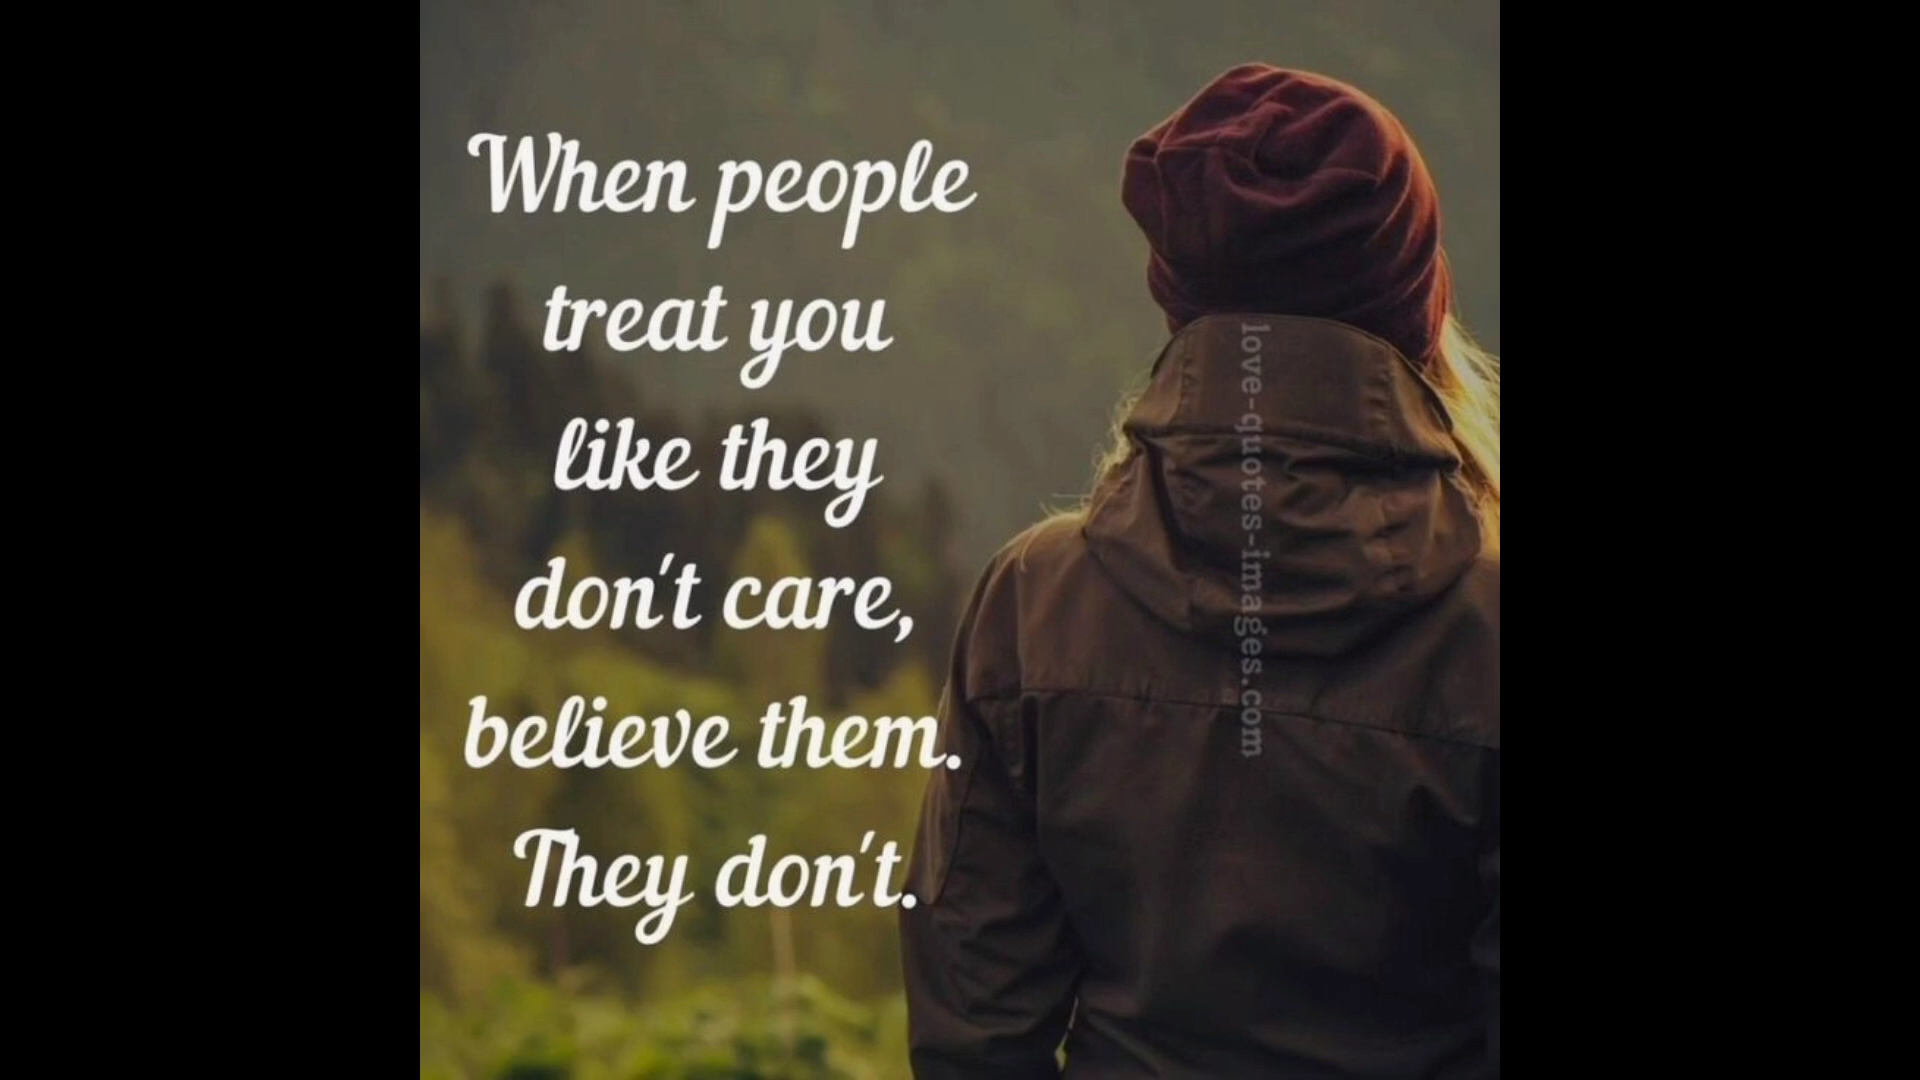 When people
treat you
like they
don't care,
believe them.
They don't.
love-quotes-images.com